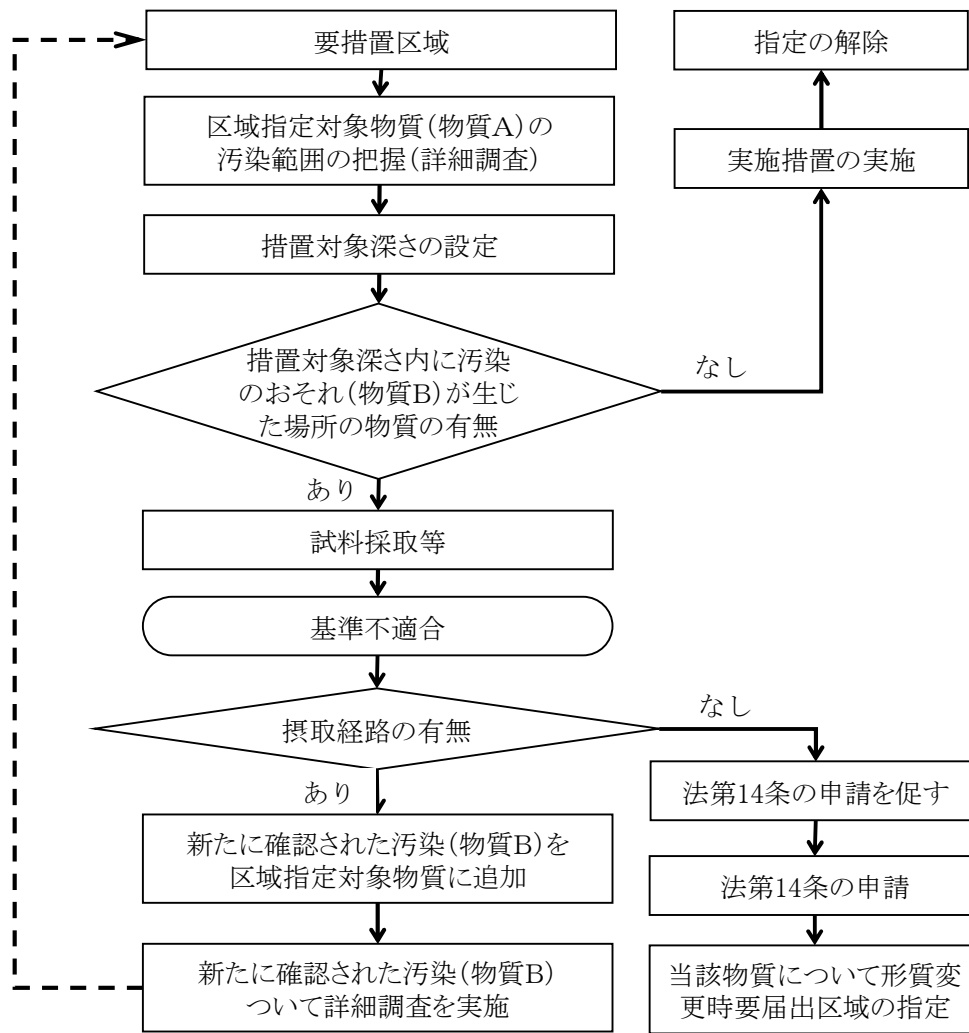 要措置区域
指定の解除
区域指定対象物質(物質A)の
汚染範囲の把握(詳細調査)
実施措置の実施
措置対象深さの設定
措置対象深さ内に汚染
のおそれ(物質B)が生じ
た場所の物質の有無
なし
あり
試料採取等
基準不適合
摂取経路の有無
なし
あり
法第14条の申請を促す
新たに確認された汚染(物質B)を
区域指定対象物質に追加
法第14条の申請
新たに確認された汚染(物質B)
ついて詳細調査を実施
当該物質について形質変
更時要届出区域の指定